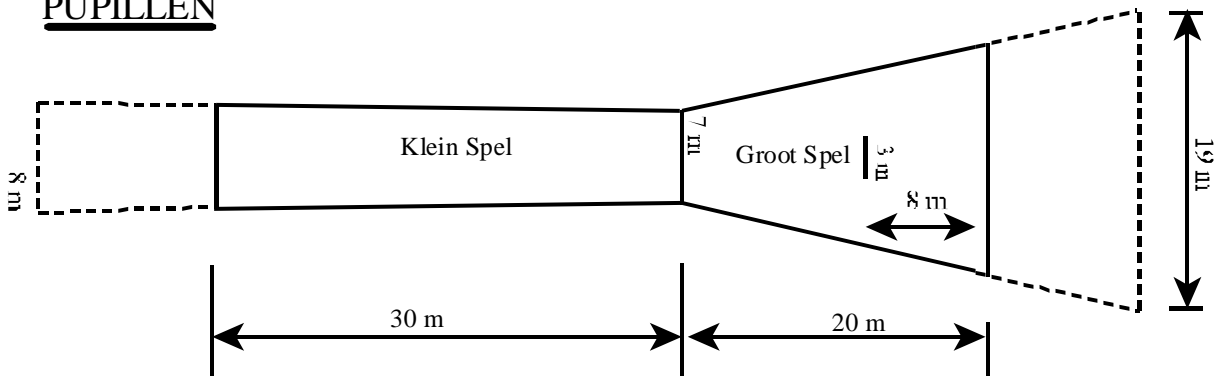 PUPILLEN
Klein Spel
7 m
Groot Spel
3 m
8 m
8 m
19 m
30 m
20 m